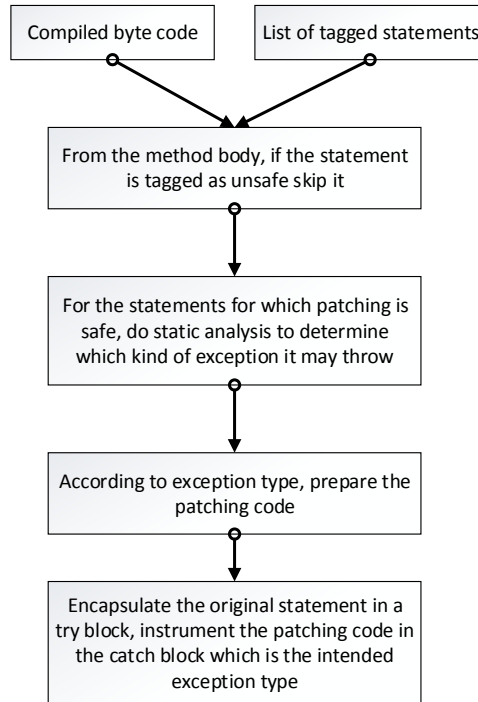 Compiled byte code
List of tagged statements
From the method body, if the statement
is tagged as unsafe skip it
For the statements for which patching is
safe, do static analysis to determine
which kind of exception it may throw
According to exception type, prepare the
patching code
Encapsulate the original statement in a
try block, instrument the patching code in
the catch block which is the intended
exception type